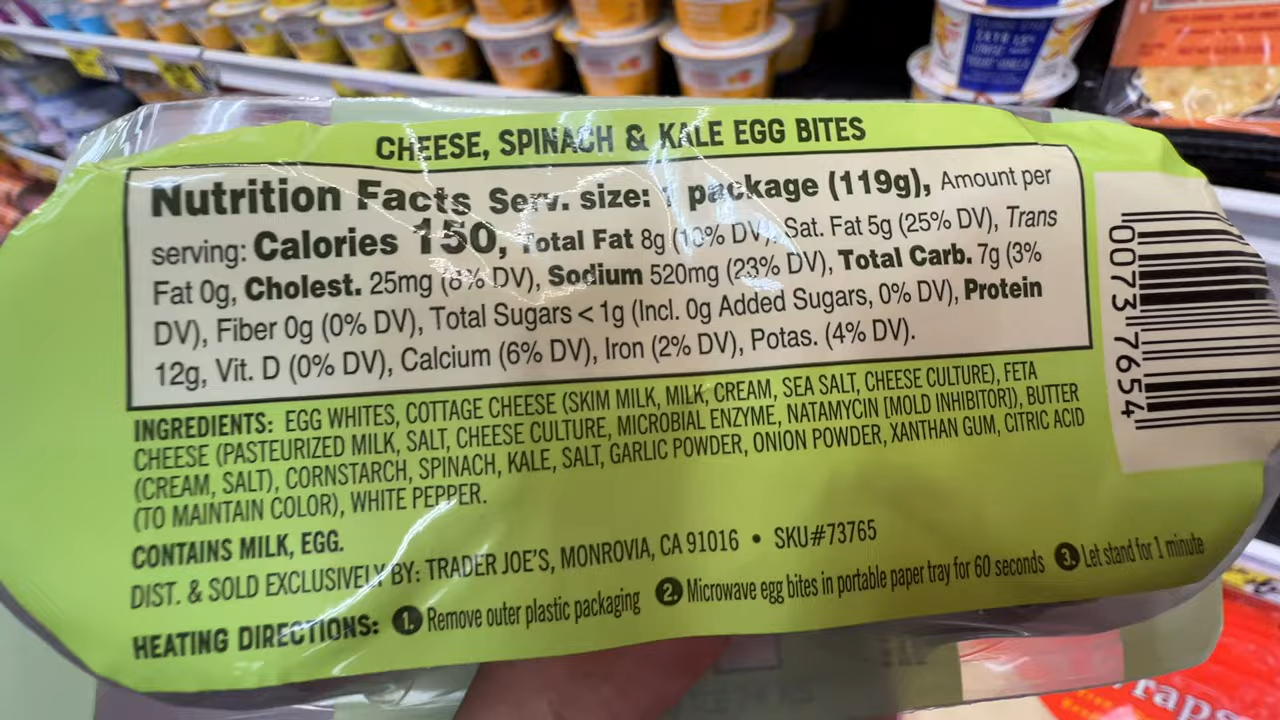 CHEESE, SPINACH & KALE EGG BITES
Nutrition Facts Serv. size: 1 package (119g), Amount per
serving: Calories 150, Total Fat 8g (10% DV), Sat. Fat 5g (25% DV), Trans
Fat 0g, Cholest. 25mg (8% DV), Sodium 520mg (23% DV), Total Carb. 7g (3%
DV), Fiber 0g (0% DV), Total Sugars < 1g (Incl. 0g Added Sugars, 0% DV), Protein
12g, Vit. D (0% DV), Calcium (6% DV), Iron (2% DV), Potas. (4% DV).
INGREDIENTS: EGG WHITES, COTTAGE CHEESE (SKIM MILK, MILK, CREAM, SEA SALT, CHEESE CULTURE), FETA
CHEESE (PASTEURIZED MILK, SALT, CHEESE CULTURE, MICROBIAL ENZYME, NATAMYCIN [MOLD INHIBITOR]), BUTTER
(CREAM, SALT), CORNSTARCH, SPINACH, KALE, SALT, GARLIC POWDER, ONION POWDER, XANTHAN GUM, CITRIC ACID
(TO MAINTAIN COLOR), WHITE PEPPER.
CONTAINS MILK, EGG.
DIST. & SOLD EXCLUSIVELY BY: TRADER JOE'S, MONROVIA, CA 91016 • SKU#73765
HEATING DIRECTIONS: 1. Remove outer plastic packaging 2. Microwave egg bites in portable paper tray for 60 seconds 3. Let stand for 1 minute
0073 7654